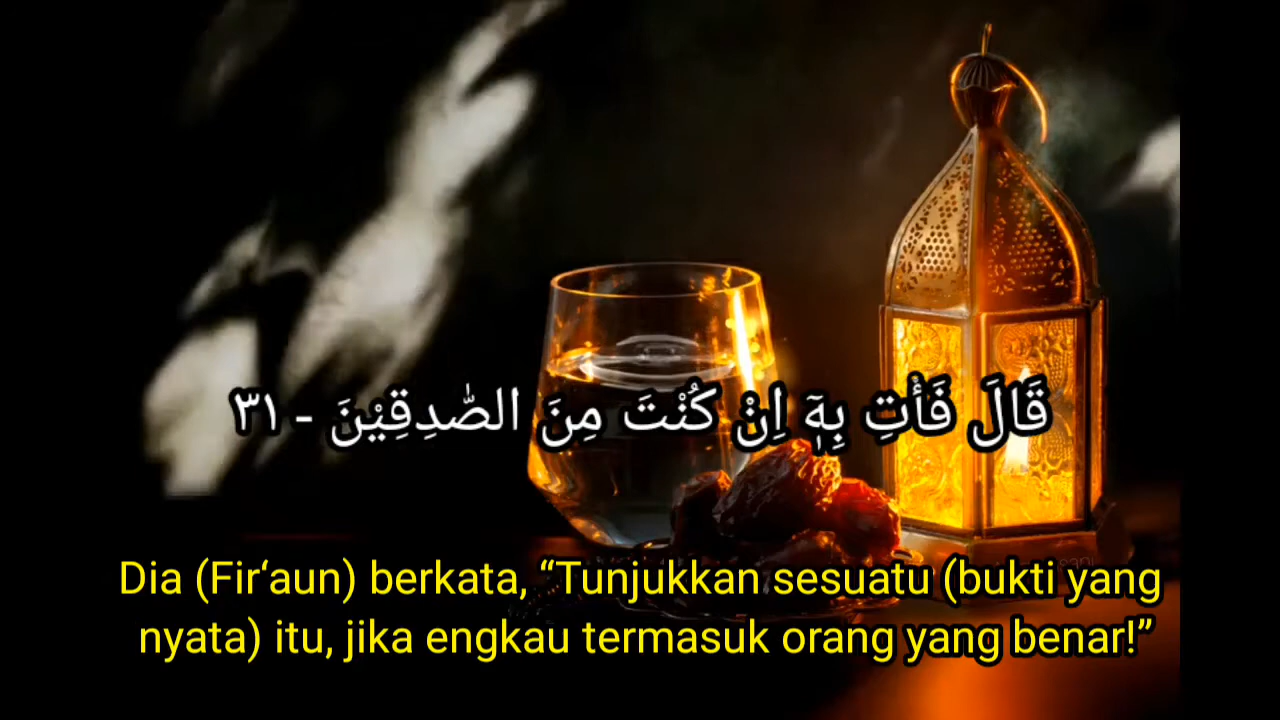 قَالَ فَأْتِ بِهٖٓ اِنْ كُنْتَ مِنَ الصّٰدِقِيْنَ - ٣١
Dia (Fir‘aun) berkata, “Tunjukkan sesuatu (bukti yang
nyata) itu, jika engkau termasuk orang yang benar!”